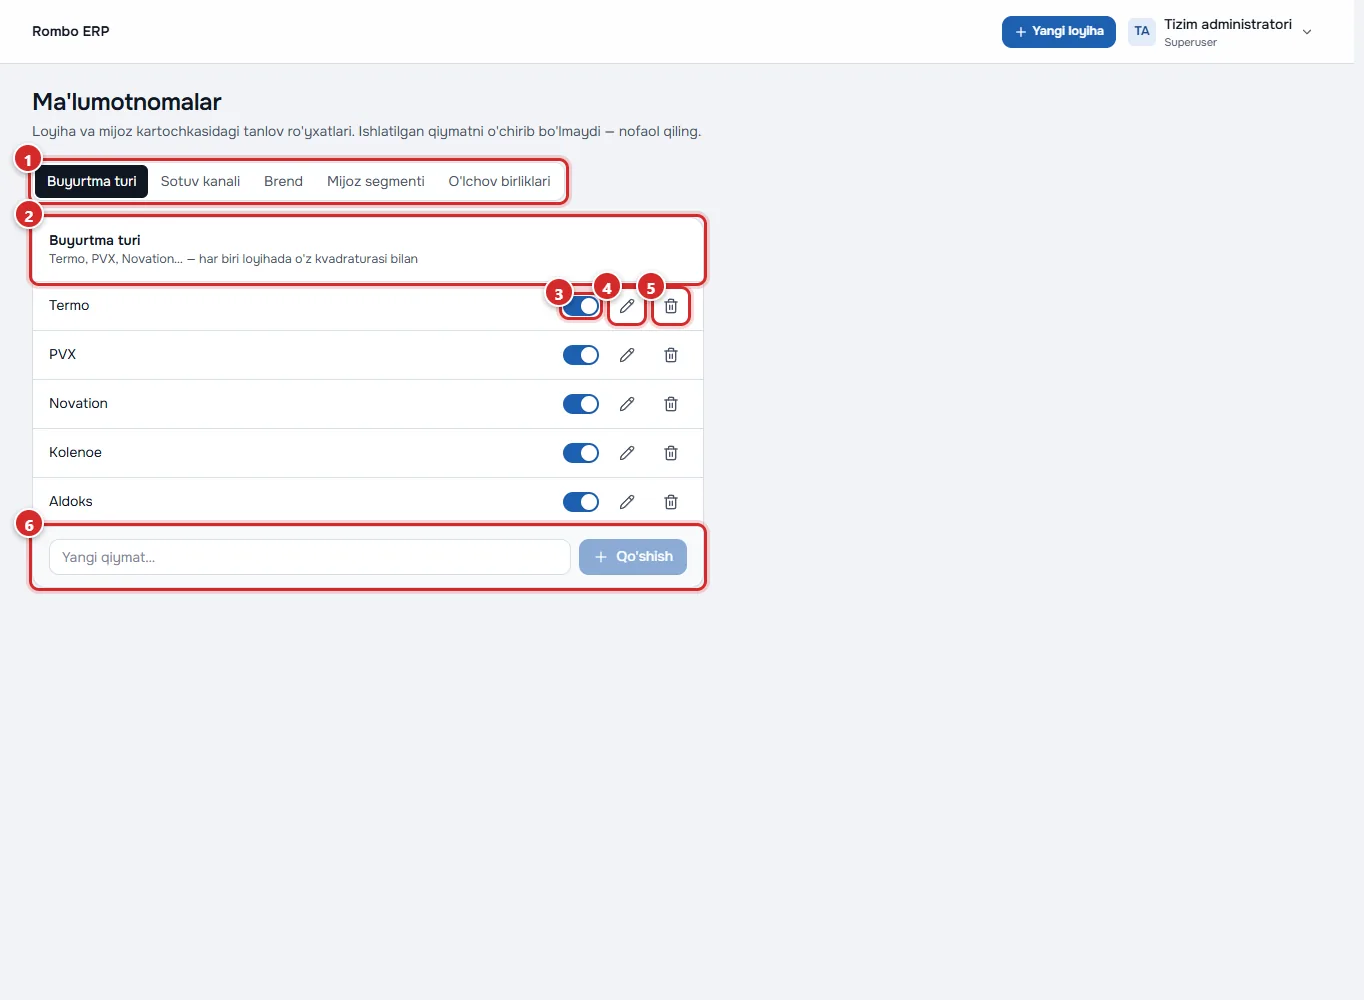 Rombo ERP
+ Yangi loyiha
TA
Tizim administratori
Superuser
Ma'lumotnomalar
Loyiha va mijoz kartochkasidagi tanlov ro'yxatlari. Ishlatilgan qiymatni o'chirib bo'lmaydi — nofaol qiling.
1
Buyurtma turi
Sotuv kanali
Brend
Mijoz segmenti
O'lchov birliklari
2
Buyurtma turi
Termo, PVX, Novation... — har biri loyihada o'z kvadraturasi bilan
3
4
5
Termo
PVX
Novation
Kolenoe
Aldoks
6
Yangi qiymat...
+ Qo'shish